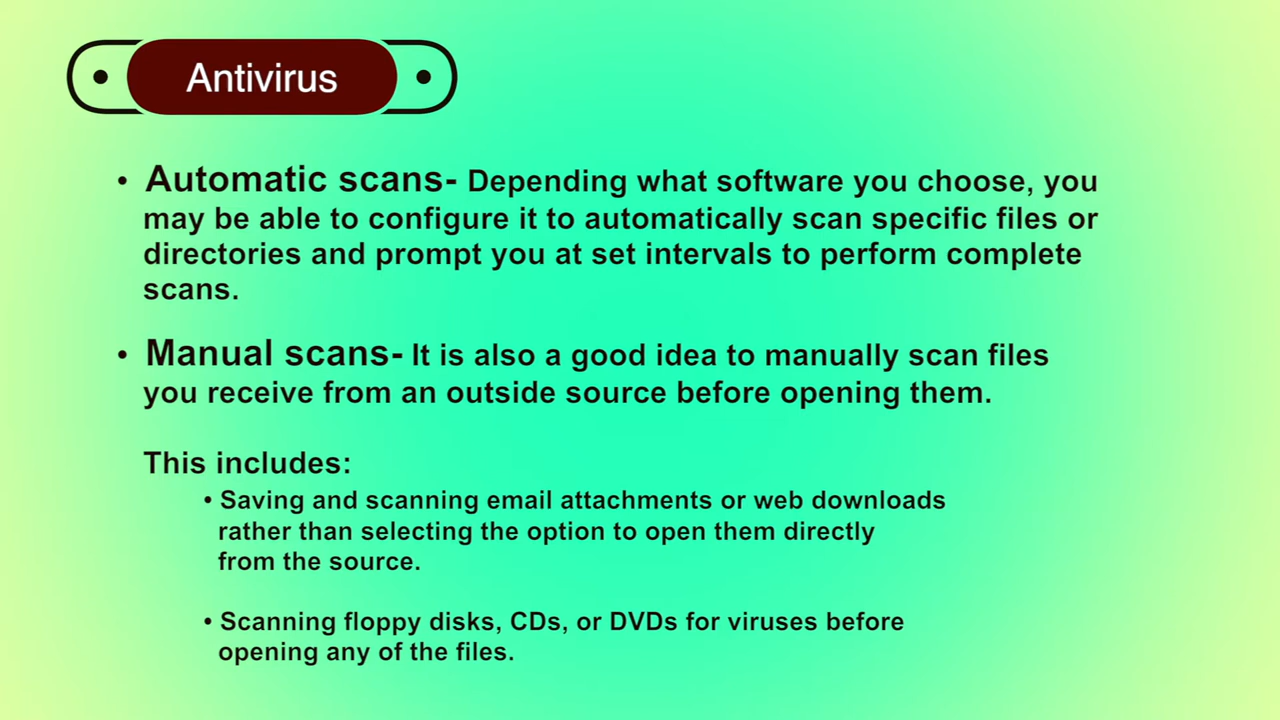 Antivirus
• Automatic scans- Depending what software you choose, you
may be able to configure it to automatically scan specific files or
directories and prompt you at set intervals to perform complete
scans.
• Manual scans- It is also a good idea to manually scan files
you receive from an outside source before opening them.
This includes:
• Saving and scanning email attachments or web downloads
rather than selecting the option to open them directly
from the source.
• Scanning floppy disks, CDs, or DVDs for viruses before
opening any of the files.